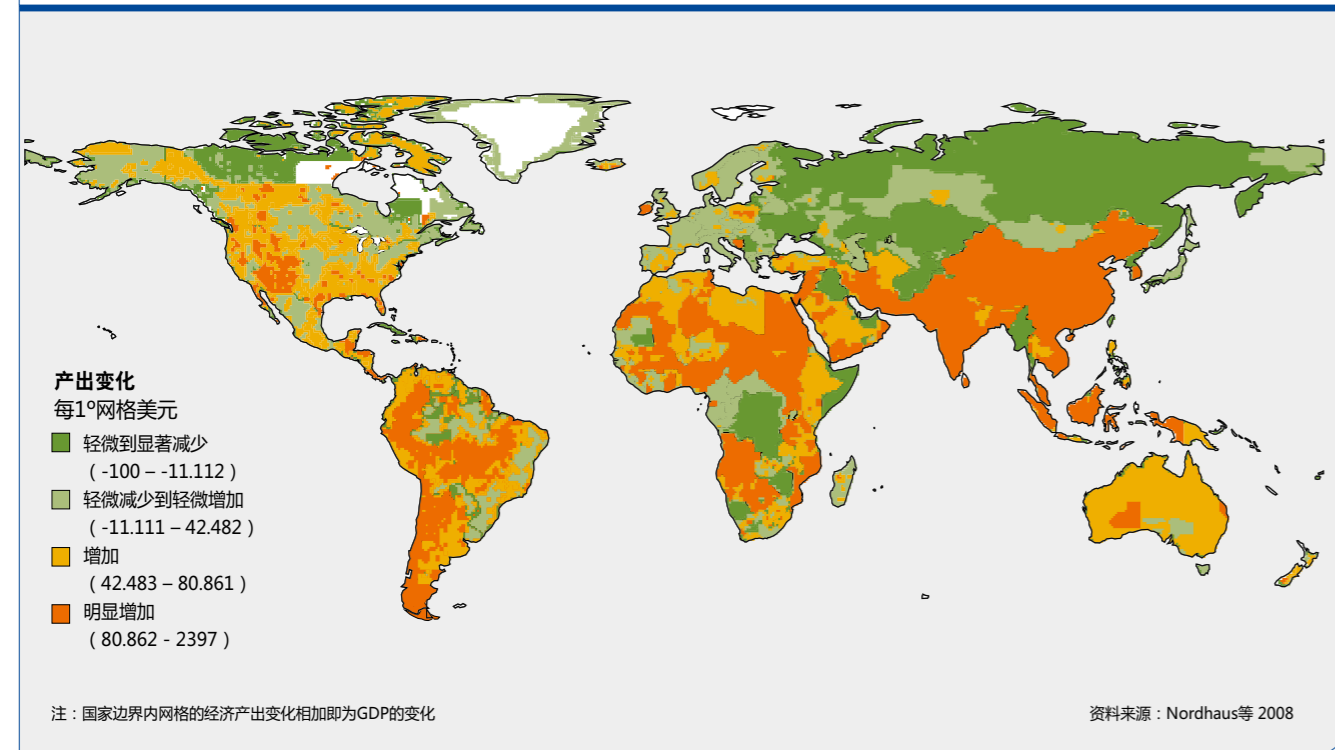 产出变化
每1º网格美元
轻微到显著减少
（-100 – -11.112）
轻微减少到轻微增加
（-11.111 – 42.482）
增加
（42.483 – 80.861）
明显增加
（80.862 - 2397）
注：国家边界内网格的经济产出变化相加即为GDP的变化
资料来源：Nordhaus等 2008